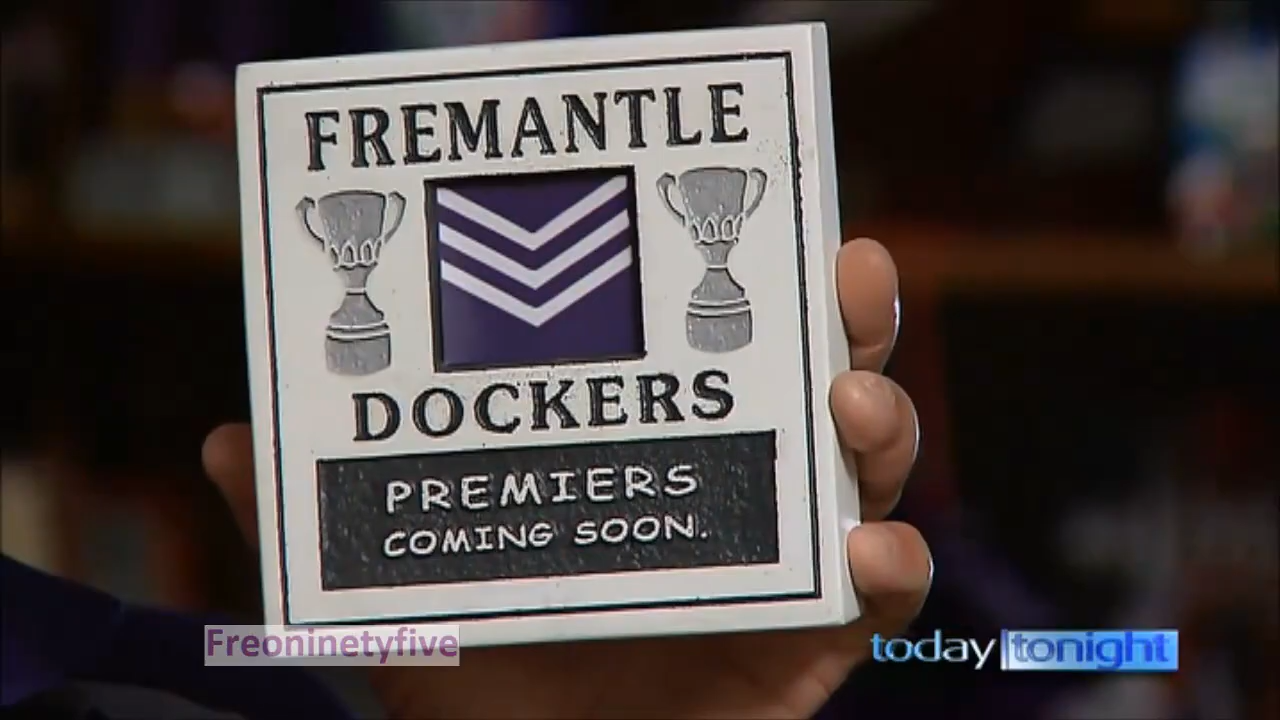 FREMANTLE
DOCKERS
PREMIERS
COMING SOON.
Freoninetyfive
today tonight